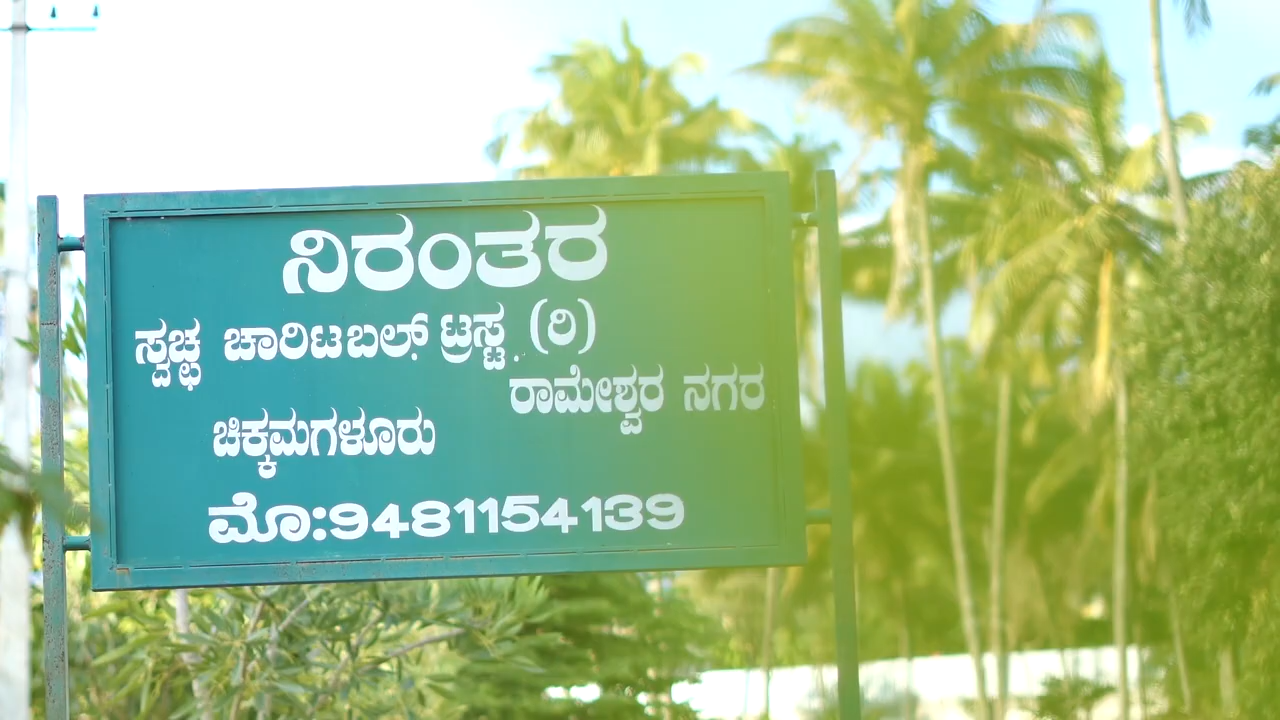 ನಿರಂತರ
ಸ್ವಚ್ಛ ಚಾರಿಟಬಲ್ ಟ್ರಸ್ಟ್ (ರಿ)
ರಾಮೇಶ್ವರ ನಗರ
ಚಿಕ್ಕಮಗಳೂರು
ಮೊ:9481154139